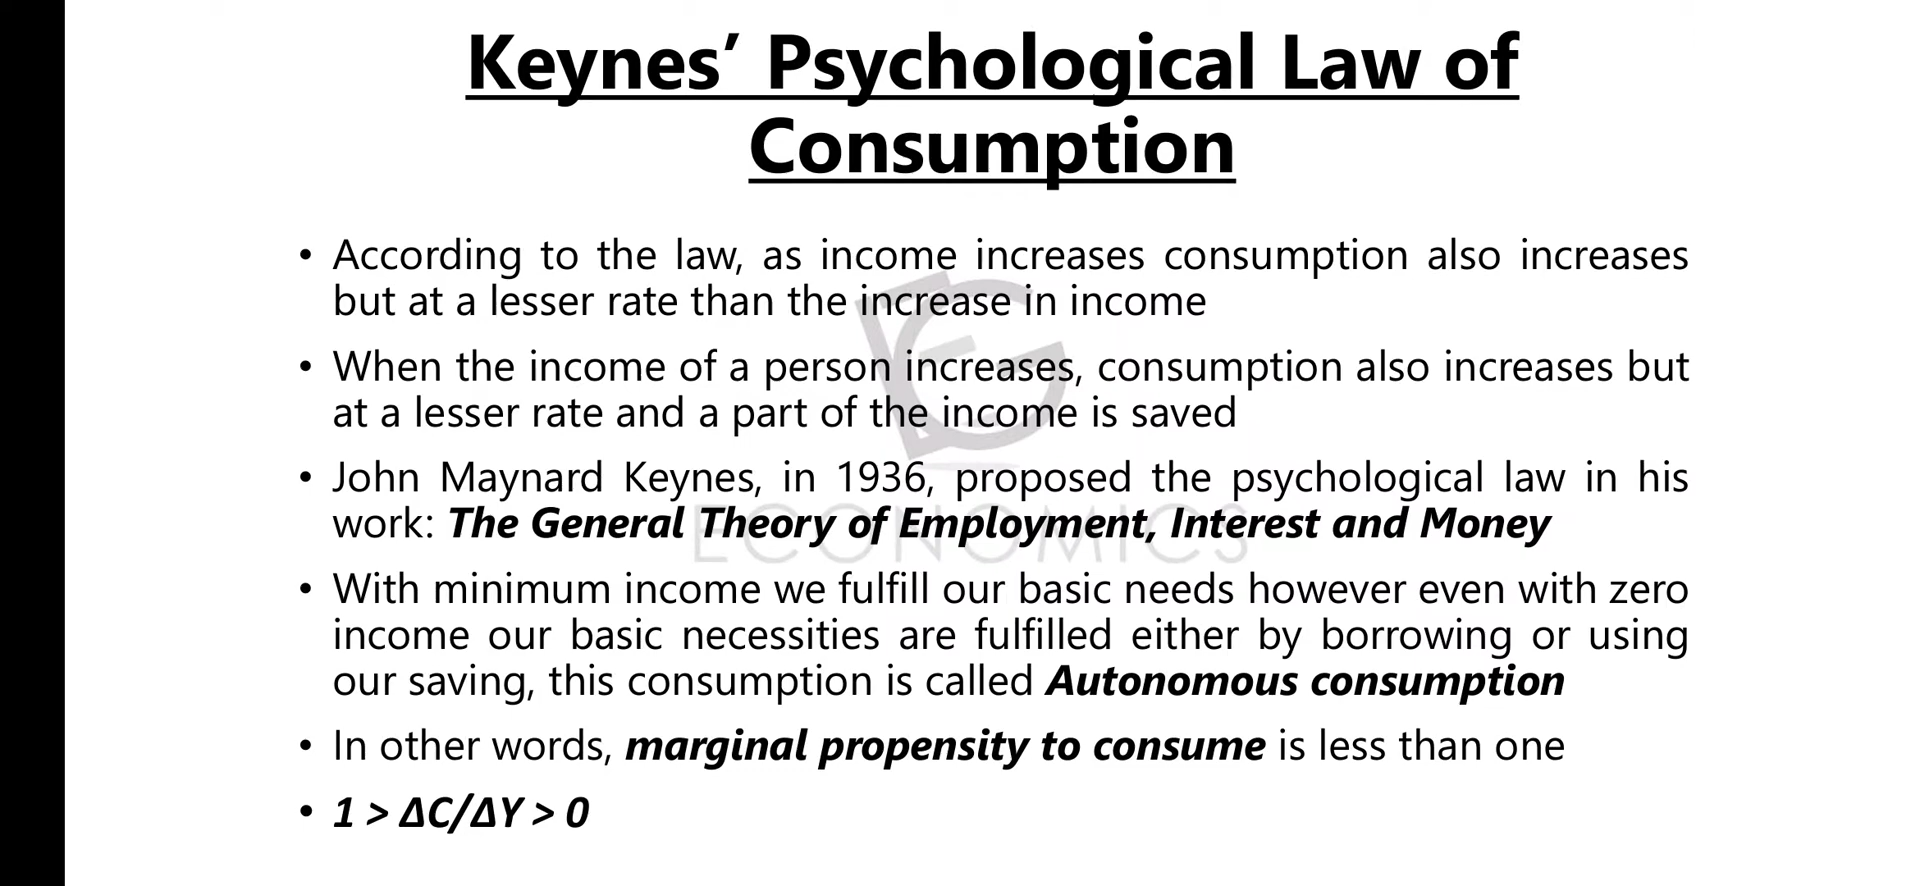 Keynes’ Psychological Law of
Consumption
• According to the law, as income increases consumption also increases
but at a lesser rate than the increase in income
• When the income of a person increases, consumption also increases but
at a lesser rate and a part of the income is saved
• John Maynard Keynes, in 1936, proposed the psychological law in his
work: The General Theory of Employment, Interest and Money
ECONOMICS
• With minimum income we fulfill our basic needs however even with zero
income our basic necessities are fulfilled either by borrowing or using
our saving, this consumption is called Autonomous consumption
• In other words, marginal propensity to consume is less than one
• 1 > ΔC/ΔY > 0